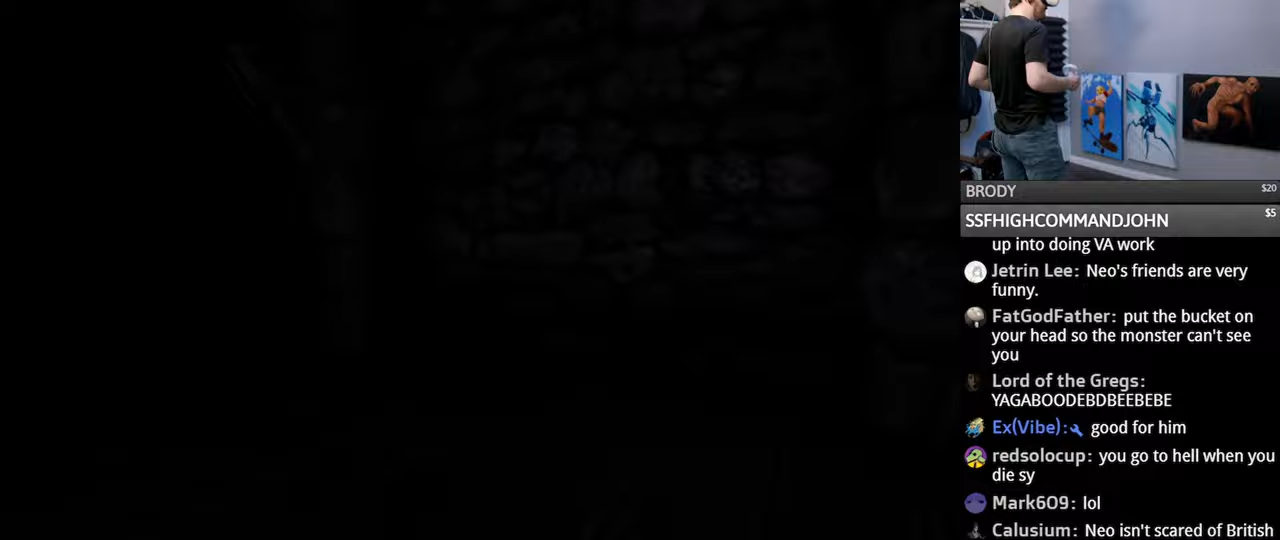 BRODY $20
SSFHIGHCOMMANDJOHN $5
up into doing VA work
Jetrin Lee: Neo's friends are very
funny.
FatGodFather: put the bucket on
your head so the monster can't see
you
Lord of the Gregs:
YAGABOODEBDBEEBEBE
Ex(Vibe): good for him
redsolocup: you go to hell when you
die sy
Mark609: lol
Calusium: Neo isn't scared of British